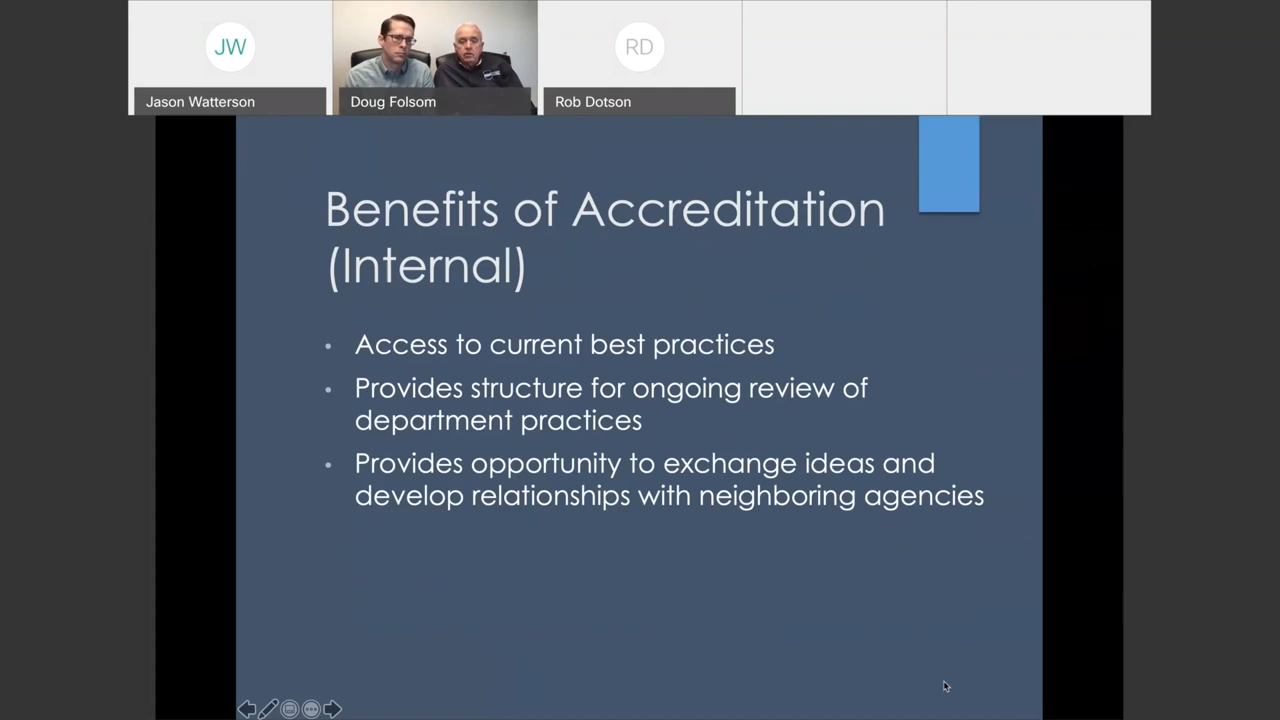 JW
RD
Jason Watterson
Doug Folsom
Rob Dotson
Benefits of Accreditation
(Internal)
• Access to current best practices
• Provides structure for ongoing review of
department practices
• Provides opportunity to exchange ideas and
develop relationships with neighboring agencies